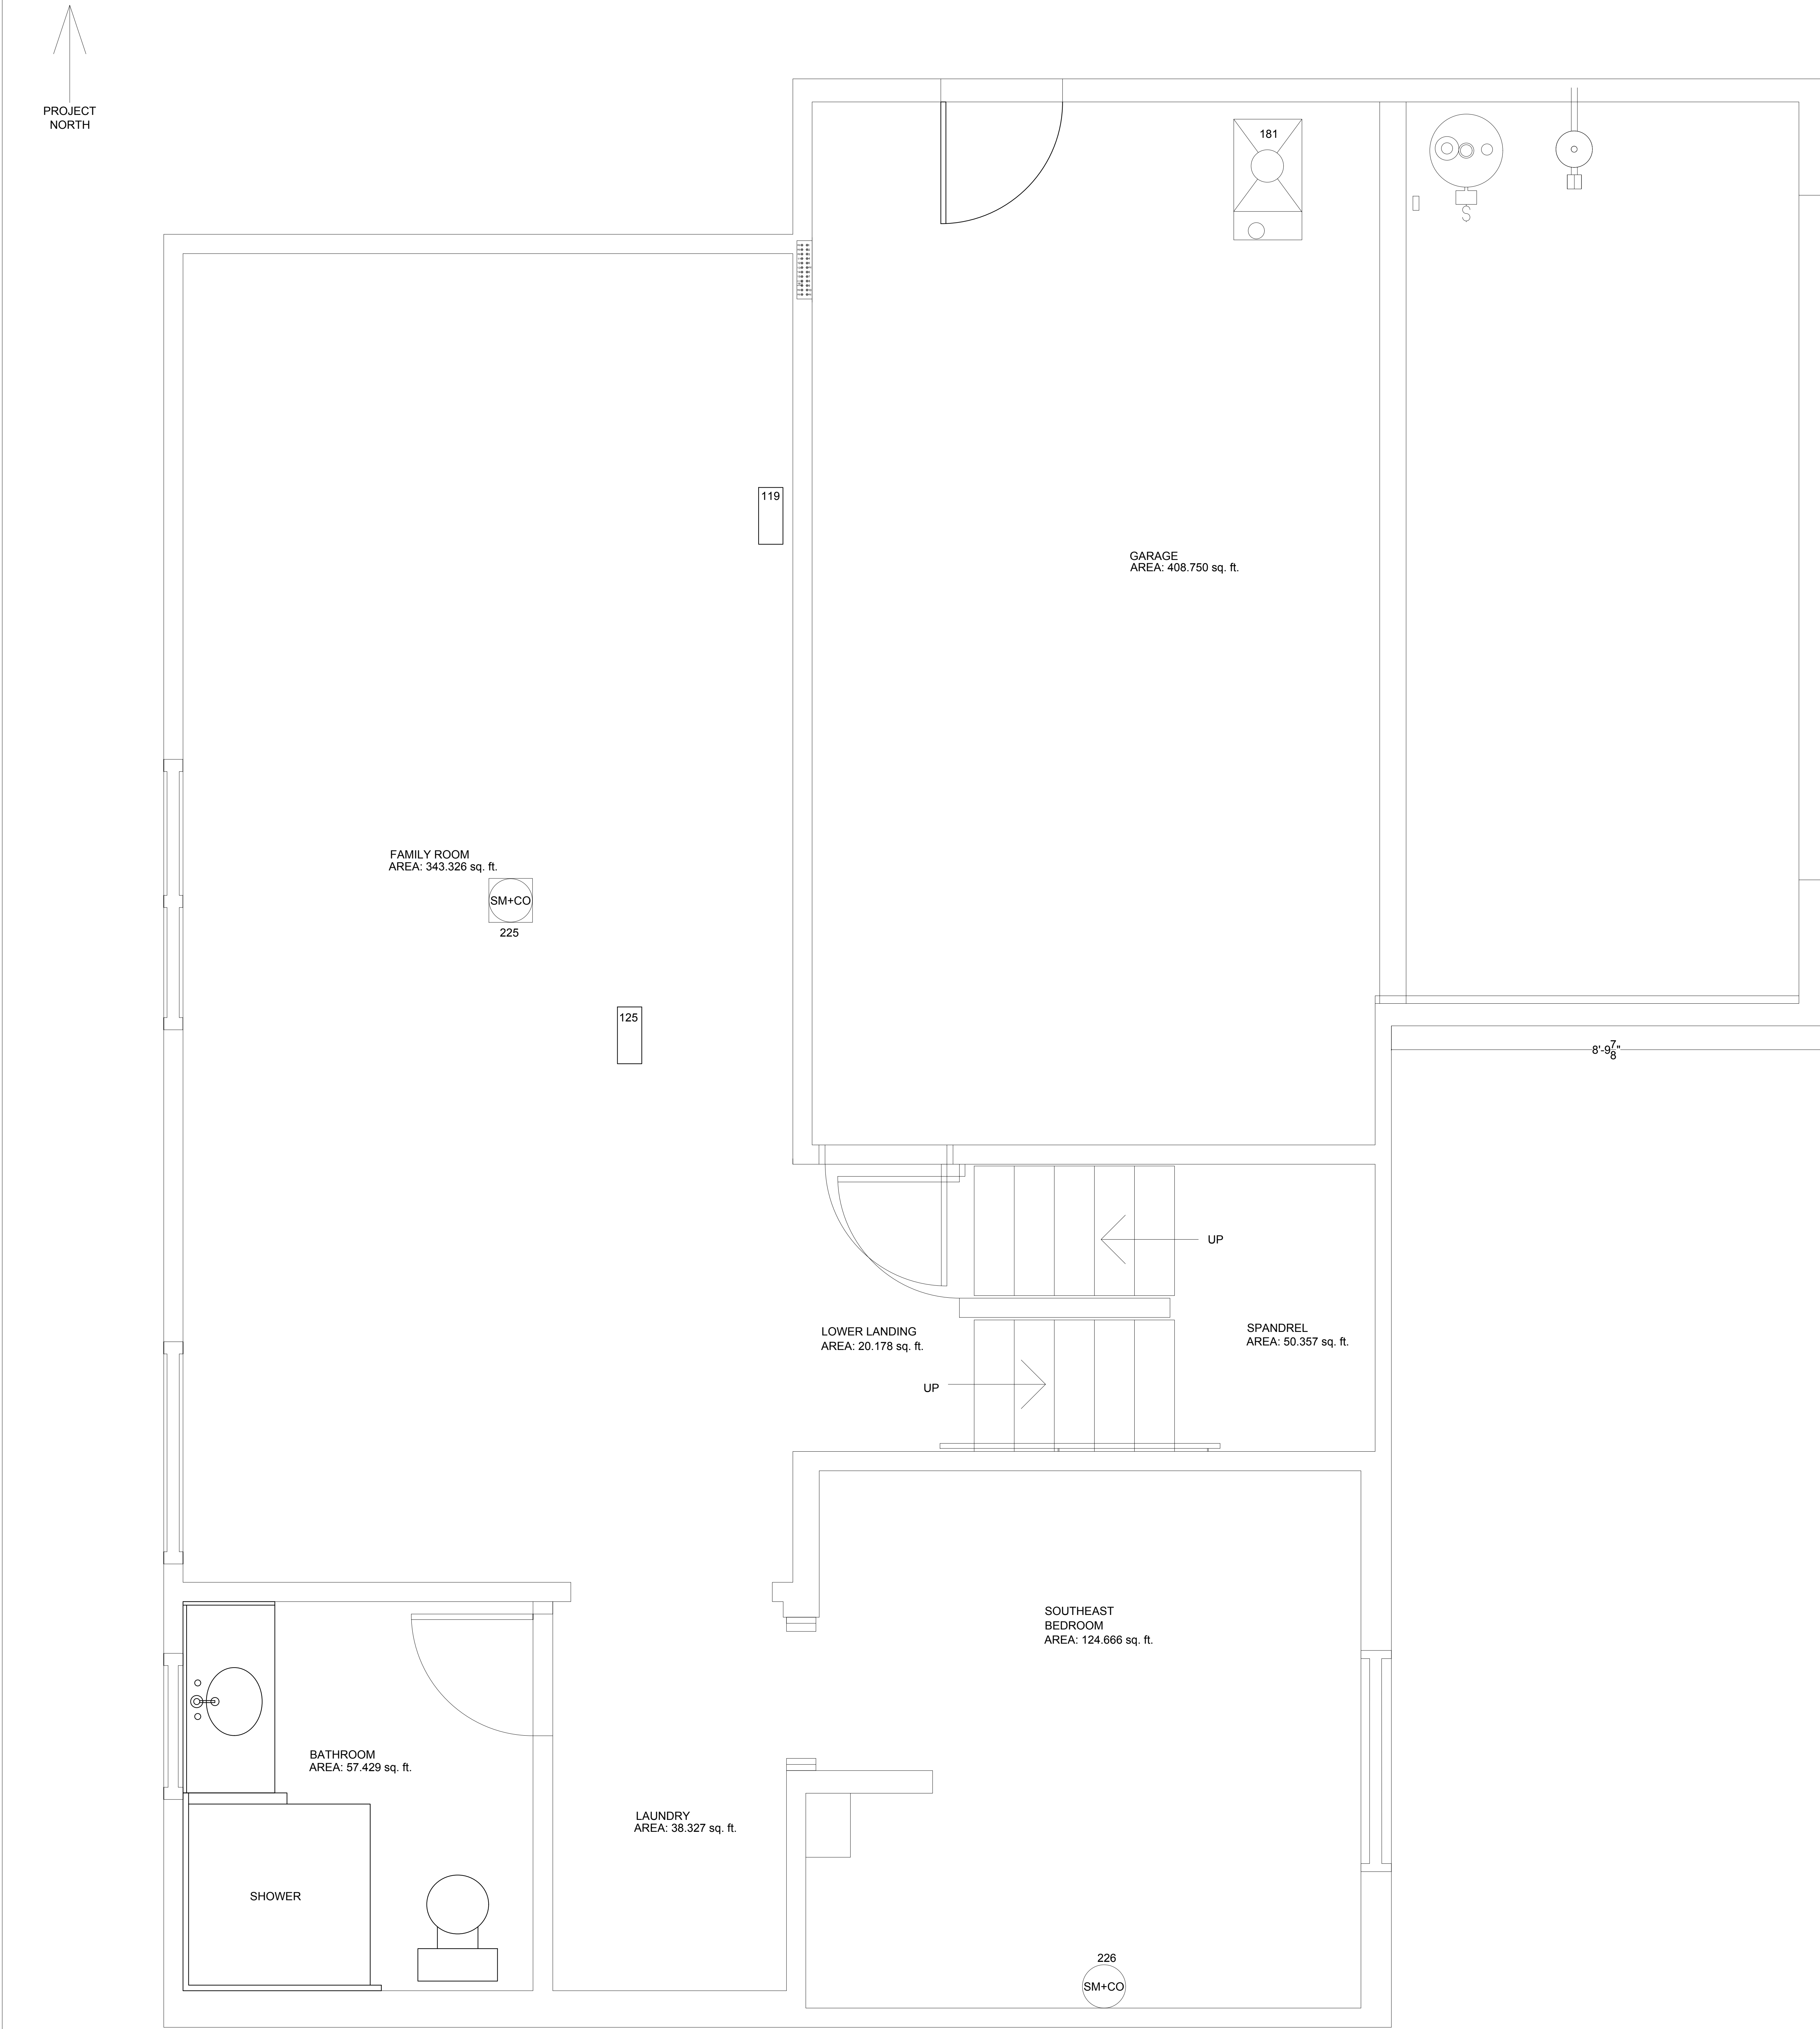 PROJECT
NORTH
181
119
GARAGE
AREA: 408.750 sq. ft.
FAMILY ROOM
AREA: 343.326 sq. ft.
SM+CO
225
125
8'-9 7/8"
UP
LOWER LANDING
AREA: 20.178 sq. ft.
SPANDREL
AREA: 50.357 sq. ft.
UP
SOUTHEAST
BEDROOM
AREA: 124.666 sq. ft.
BATHROOM
AREA: 57.429 sq. ft.
LAUNDRY
AREA: 38.327 sq. ft.
SHOWER
226
SM+CO